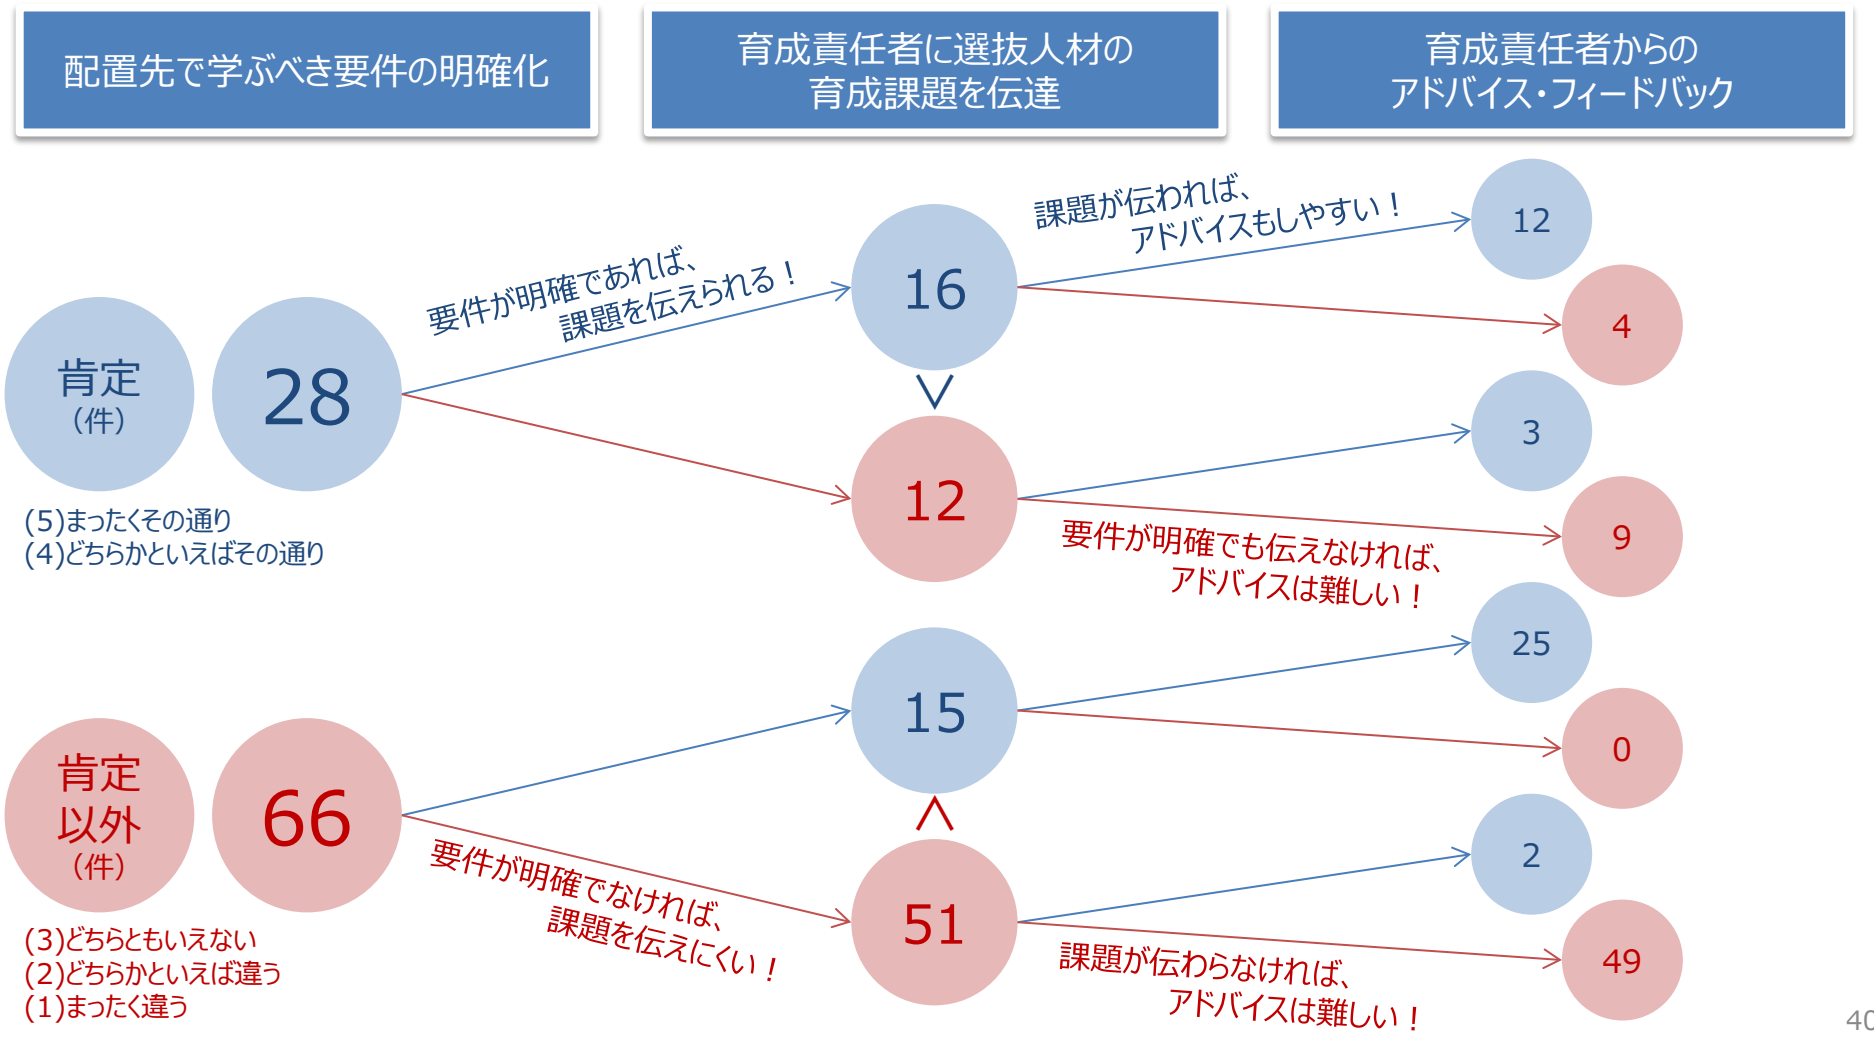 配置先で学ぶべき要件の明確化
育成責任者に選抜人材の
育成課題を伝達
育成責任者からの
アドバイス・フィードバック
肯定
（件）
28
(5)まったくその通り
(4)どちらかといえばその通り
要件が明確であれば、
課題を伝えられる！
16
12
課題が伝われば、
アドバイスもしやすい！
12
4
3
9
要件が明確でも伝えなければ、
アドバイスは難しい！
肯定
以外
（件）
66
(3)どちらともいえない
(2)どちらかといえば違う
(1)まったく違う
要件が明確でなければ、
課題を伝えにくい！
15
51
25
0
2
49
課題が伝わらなければ、
アドバイスは難しい！
40